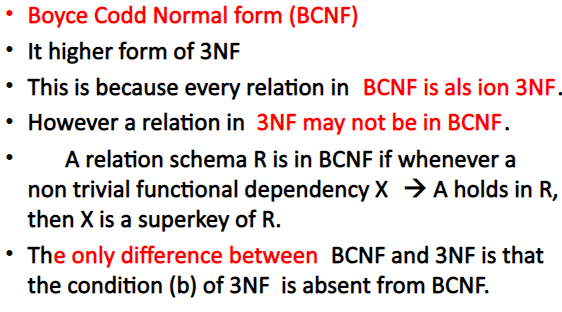 • Boyce Codd Normal form (BCNF)
• It higher form of 3NF
• This is because every relation in BCNF is als ion 3NF.
• However a relation in 3NF may not be in BCNF.
• A relation schema R is in BCNF if whenever a
non trivial functional dependency X → A holds in R,
then X is a superkey of R.
• The only difference between BCNF and 3NF is that
the condition (b) of 3NF is absent from BCNF.